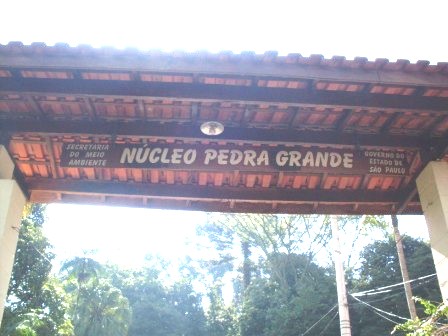 SECRETARIA
DO MEIO
AMBIENTE
NÚCLEO PEDRA GRANDE
GOVERNO DO
ESTADO DE
SÃO PAULO